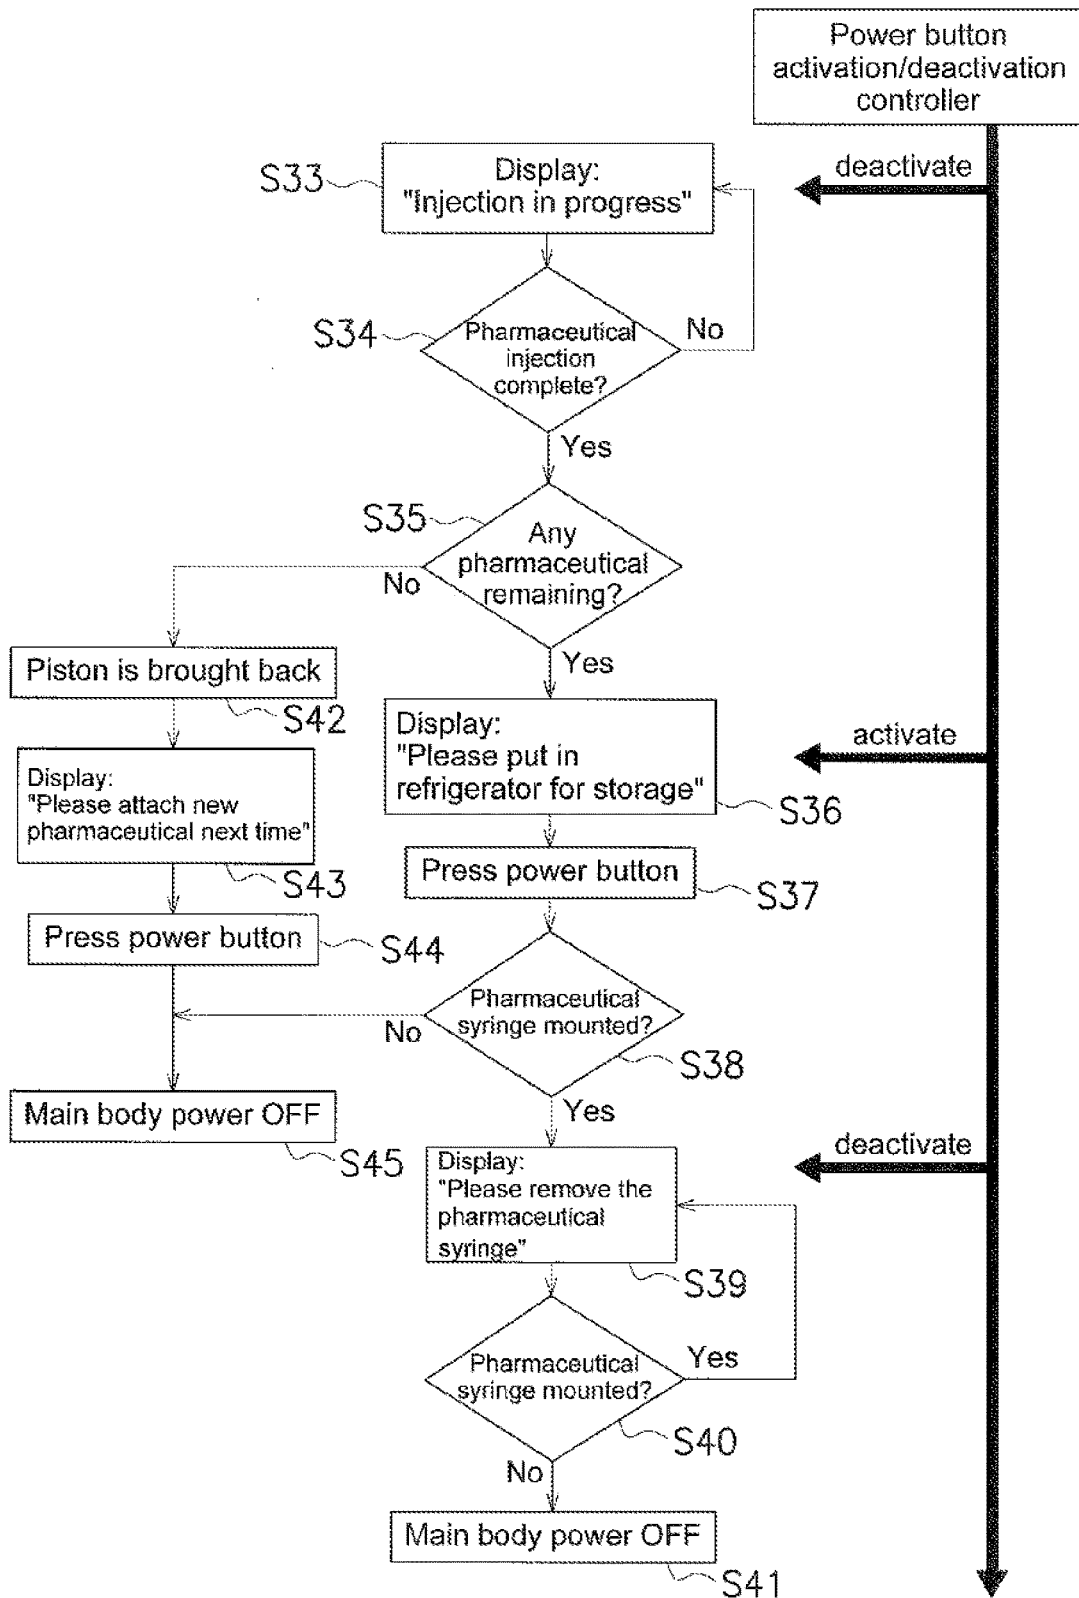 Power button
activation/deactivation
controller
S33
Display:
"Injection in progress"
deactivate
S34
Pharmaceutical
injection
complete?
No
Yes
S35
Any
pharmaceutical
remaining?
No
Yes
Piston is brought back
S42
Display:
"Please put in
refrigerator for storage"
S36
activate
Display:
"Please attach new
pharmaceutical next time"
S43
Press power button
S37
Press power button
S44
Pharmaceutical
syringe mounted?
No
S38
Yes
Main body power OFF
S45
Display:
"Please remove the
pharmaceutical
syringe"
S39
deactivate
Pharmaceutical
syringe mounted?
Yes
S40
No
Main body power OFF
S41